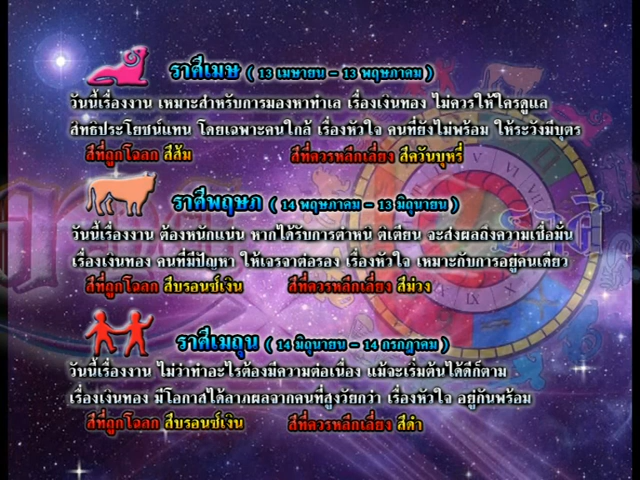 ราศีเมษ ( 13 เมษายน - 13 พฤษภาคม )
วันนี้เรื่องงาน เหมาะสำหรับการมองหาทำเล เรื่องเงินทอง ไม่ควรให้ใครดูแล
สิทธิประโยชน์แทน โดยเฉพาะคนใกล้ เรื่องหัวใจ คนที่ยังไม่พร้อม ให้ระวังมีบุตร
สีที่ถูกโฉลก สีส้ม สีที่ควรหลีกเลี่ยง สีควันบุหรี่
ราศีพฤษภ ( 14 พฤษภาคม - 13 มิถุนายน )
วันนี้เรื่องงาน ต้องหนักแน่น หากได้รับการตำหนิ ติเตียน จะส่งผลถึงความเชื่อมั่น
เรื่องเงินทอง คนที่มีปัญหา ให้เจรจาต่อรอง เรื่องหัวใจ เหมาะกับการอยู่คนเดียว
สีที่ถูกโฉลก สีบรอนซ์เงิน สีที่ควรหลีกเลี่ยง สีม่วง
ราศีเมถุน ( 14 มิถุนายน - 14 กรกฎาคม )
วันนี้เรื่องงาน ไม่ว่าทำอะไรต้องมีความต่อเนื่อง แม้จะเริ่มต้นได้ดีก็ตาม
เรื่องเงินทอง มีโอกาสได้ลาภผลจากคนที่สูงวัยกว่า เรื่องหัวใจ อยู่กันพร้อม
สีที่ถูกโฉลก สีบรอนซ์เงิน สีที่ควรหลีกเลี่ยง สีดำ